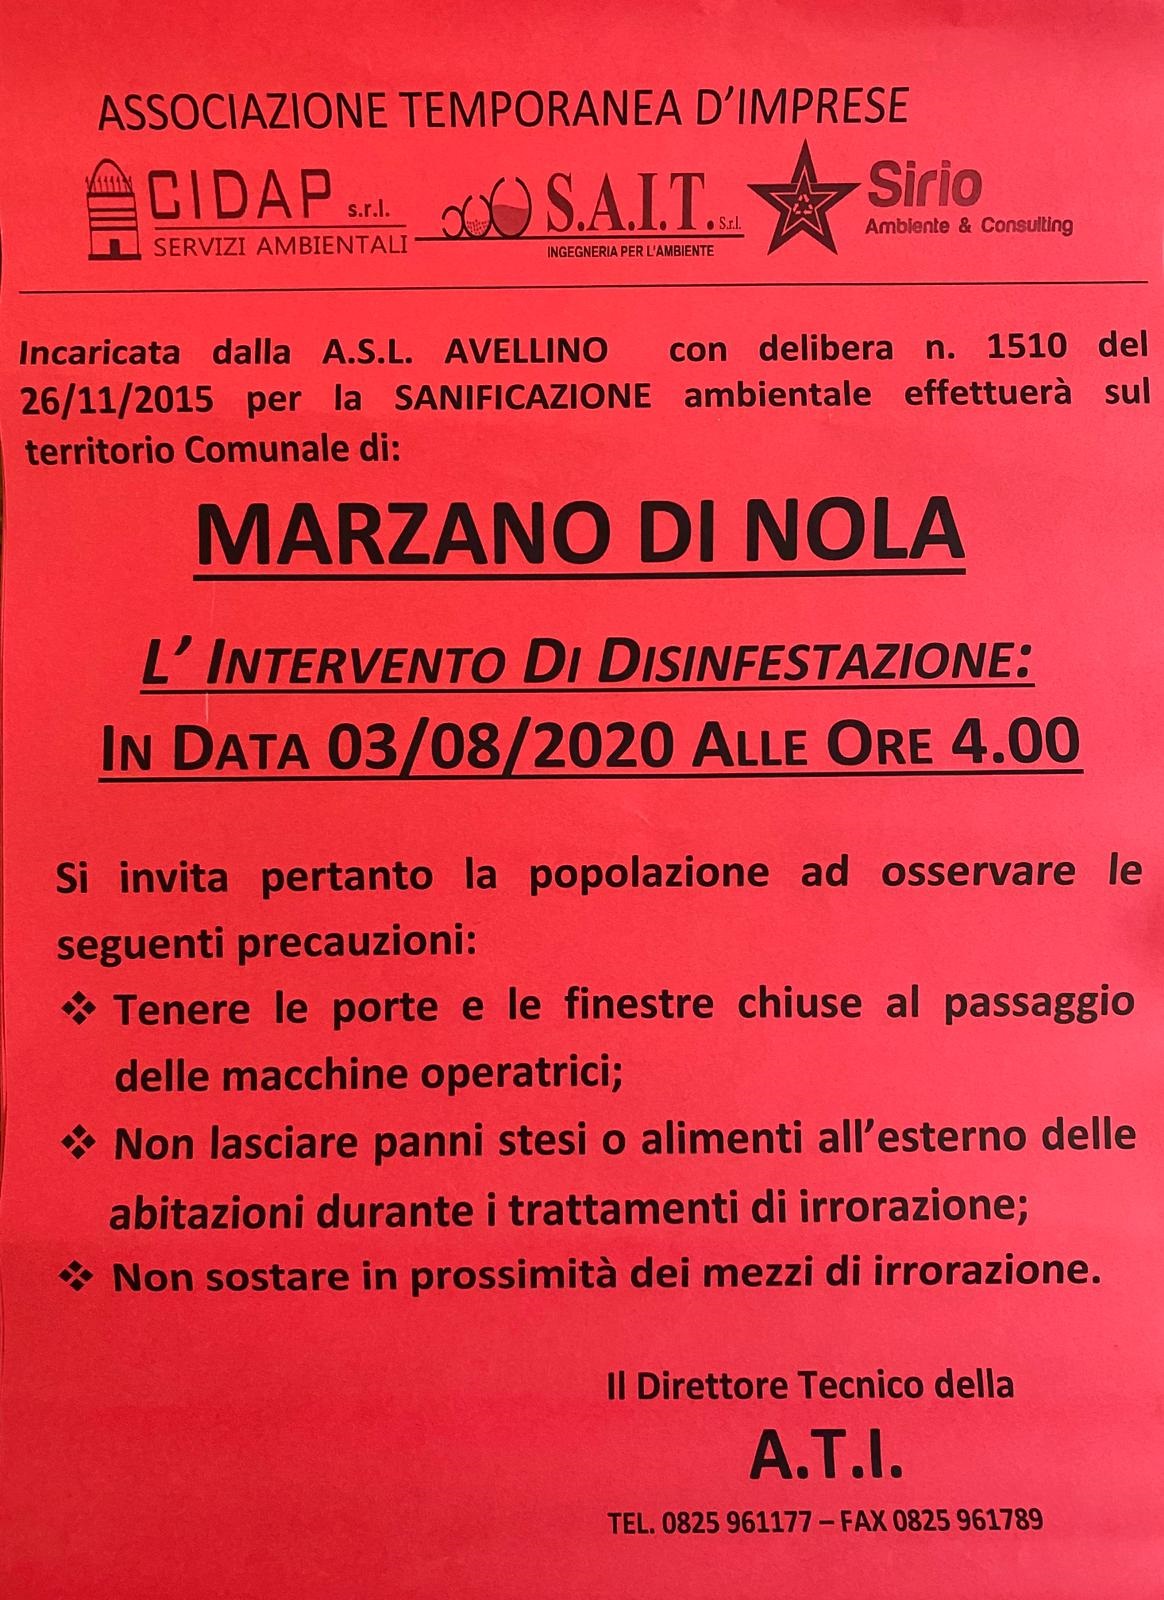 ASSOCIAZIONE TEMPORANEA D'IMPRESE
CIDAP s.r.l.
SERVIZI AMBIENTALI
S.A.I.T. S.r.l.
INGEGNERIA PER L'AMBIENTE
Sirio
Ambiente & Consulting
Incaricata dalla A.S.L. AVELLINO con delibera n. 1510 del
26/11/2015 per la SANIFICAZIONE ambientale effettuerà sul
territorio Comunale di:
MARZANO DI NOLA
L' INTERVENTO DI DISINFESTAZIONE:
IN DATA 03/08/2020 ALLE ORE 4.00
Si invita pertanto la popolazione ad osservare le
seguenti precauzioni:
❖ Tenere le porte e le finestre chiuse al passaggio
delle macchine operatrici;
❖ Non lasciare panni stesi o alimenti all'esterno delle
abitazioni durante i trattamenti di irrorazione;
❖ Non sostare in prossimità dei mezzi di irrorazione.
Il Direttore Tecnico della
A.T.I.
TEL. 0825 961177 – FAX 0825 961789